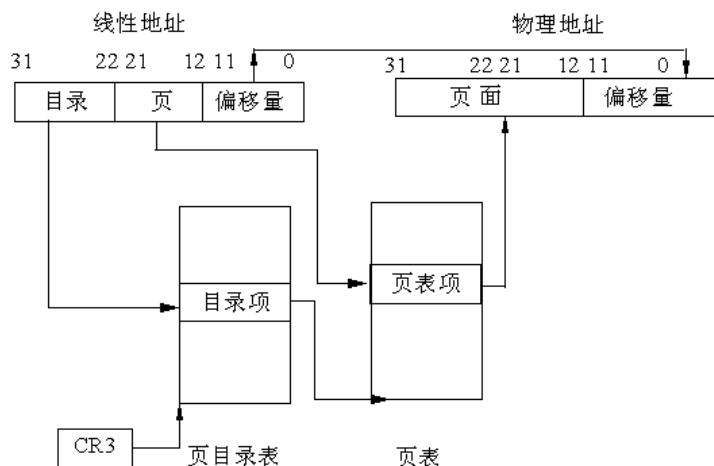 线性地址 物理地址
31 22 21 12 11 0 31 22 21 12 11 0
目录 页 偏移量 页面 偏移量
目录项 页表项
CR3 页目录表 页表